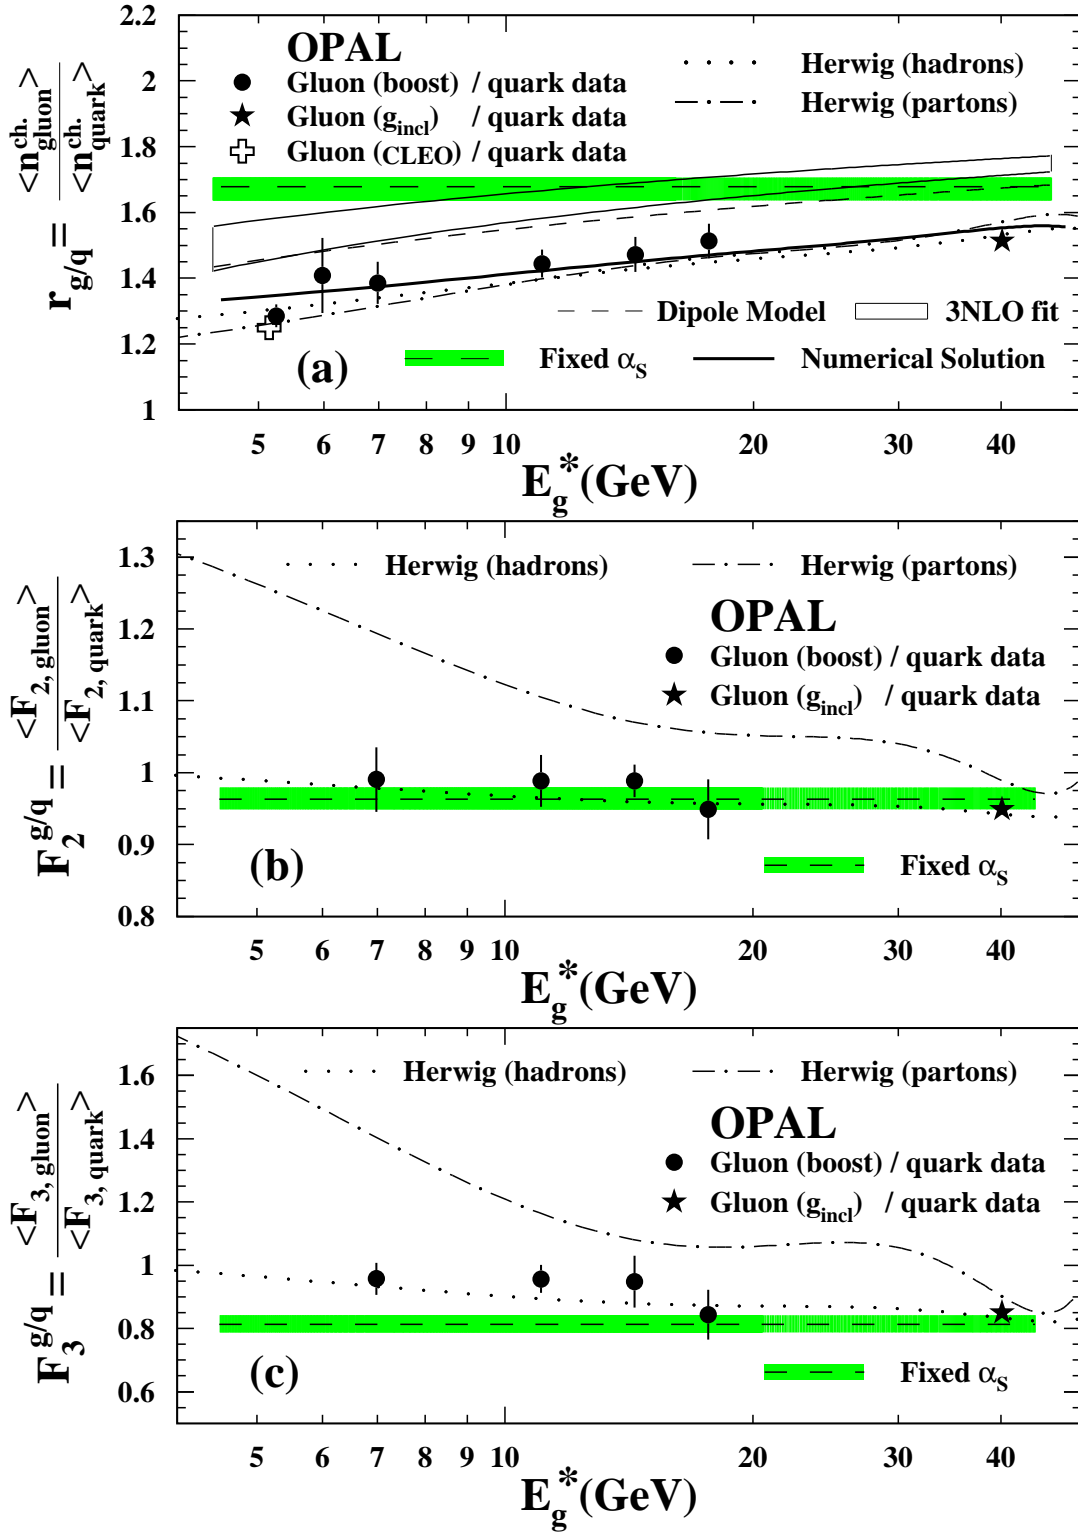 r_g/q = <n^ch._gluon> / <n^ch._quark>
2.2
2
1.8
1.6
1.4
1.2
1
OPAL
Gluon (boost) / quark data
Gluon (g_incl) / quark data
Gluon (CLEO) / quark data
Herwig (hadrons)
Herwig (partons)
Dipole Model
3NLO fit
Fixed α_S
Numerical Solution
(a)
5 6 7 8 9 10 20 30 40
E_g^*(GeV)
F_2^g/q = <F_2, gluon> / <F_2, quark>
1.3
1.2
1.1
1
0.9
0.8
Herwig (hadrons)
Herwig (partons)
OPAL
Gluon (boost) / quark data
Gluon (g_incl) / quark data
(b)
Fixed α_S
5 6 7 8 9 10 20 30 40
E_g^*(GeV)
F_3^g/q = <F_3, gluon> / <F_3, quark>
1.6
1.4
1.2
1
0.8
0.6
Herwig (hadrons)
Herwig (partons)
OPAL
Gluon (boost) / quark data
Gluon (g_incl) / quark data
(c)
Fixed α_S
5 6 7 8 9 10 20 30 40
E_g^*(GeV)